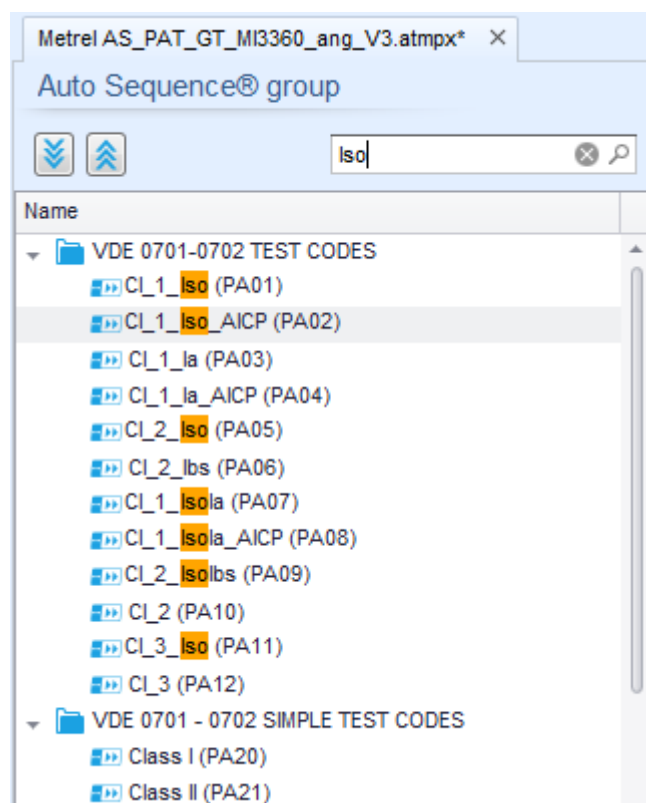 Metrel AS_PAT_GT_MI3360_ang_V3.atmpx*
Auto Sequence® group
Iso
Name
VDE 0701-0702 TEST CODES
Cl_1_Iso (PA01)
Cl_1_Iso_AICP (PA02)
Cl_1_Ia (PA03)
Cl_1_Ia_AICP (PA04)
Cl_2_Iso (PA05)
Cl_2_Ibs (PA06)
Cl_1_IsoIa (PA07)
Cl_1_IsoIa_AICP (PA08)
Cl_2_IsoIbs (PA09)
Cl_2 (PA10)
Cl_3_Iso (PA11)
Cl_3 (PA12)
VDE 0701 - 0702 SIMPLE TEST CODES
Class I (PA20)
Class II (PA21)